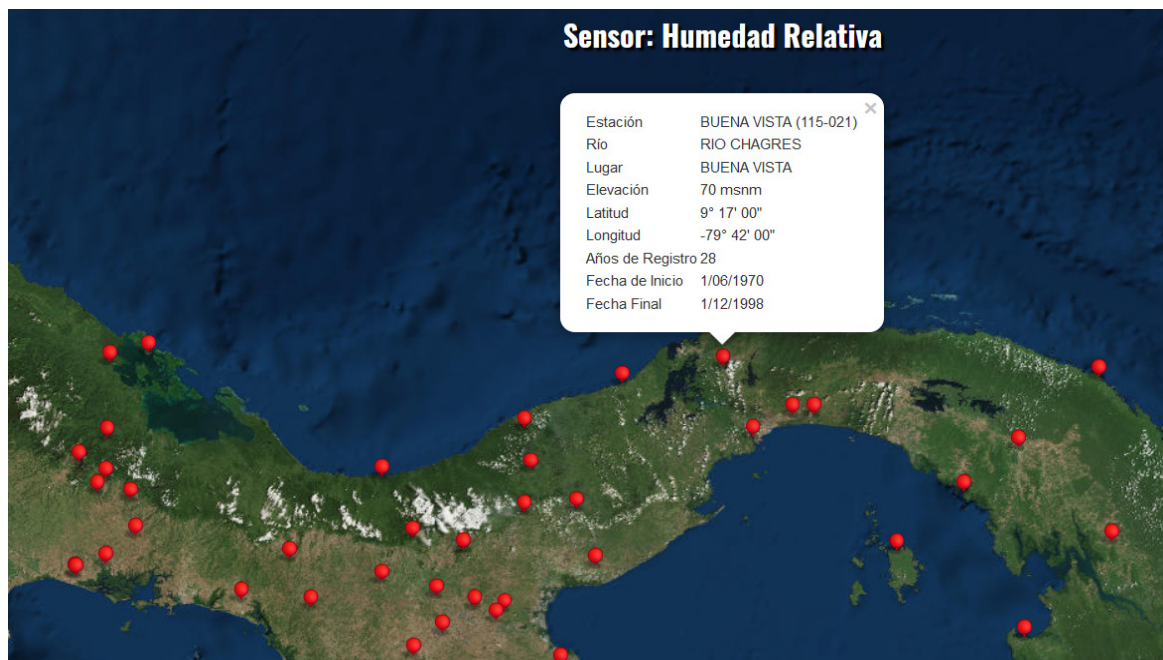 Sensor: Humedad Relativa
×
Estación BUENA VISTA (115-021)
Río RIO CHAGRES
Lugar BUENA VISTA
Elevación 70 msnm
Latitud 9° 17' 00"
Longitud -79° 42' 00"
Años de Registro 28
Fecha de Inicio 1/06/1970
Fecha Final 1/12/1998